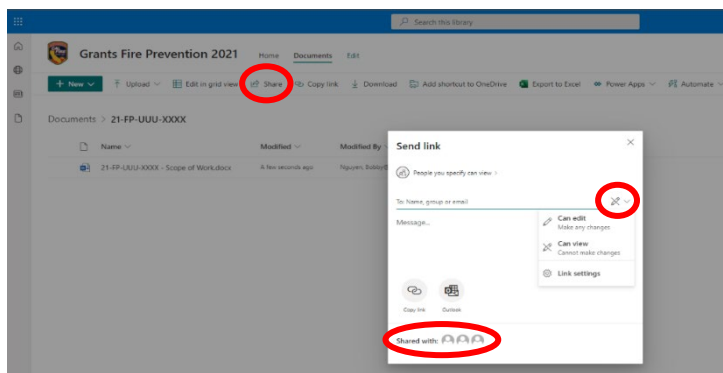 Search this library
Grants Fire Prevention 2021
Home Documents Edit
+ New Upload Edit in grid view Share Copy link Download Add shortcut to OneDrive Export to Excel Power Apps Automate
Documents > 21-FP-UUU-XXXX
Name Modified Modified By
21-FP-UUU-XXXX - Scope of Work.docx A few seconds ago Nguyen, Bobby@
Send link
People you specify can view >
To: Name, group or email
Message...
Can edit
Make any changes
Can view
Cannot make changes
Link settings
Copy link Outlook
Shared with: